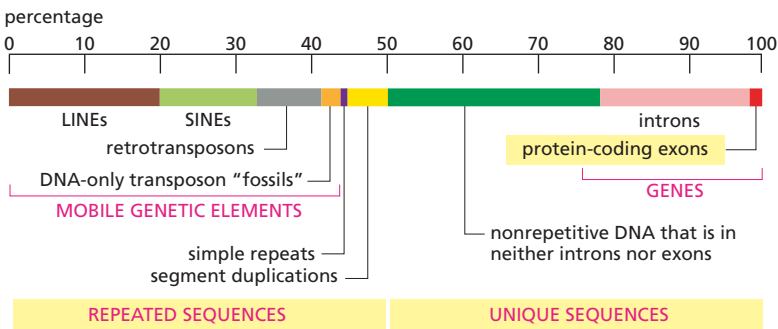 percentage
0 10 20 30 40 50 60 70 80 90 100
LINEs SINEs introns
retrotransposons protein-coding exons
DNA-only transposon “fossils” GENES
MOBILE GENETIC ELEMENTS
nonrepetitive DNA that is in
neither introns nor exons
simple repeats
segment duplications
REPEATED SEQUENCES UNIQUE SEQUENCES